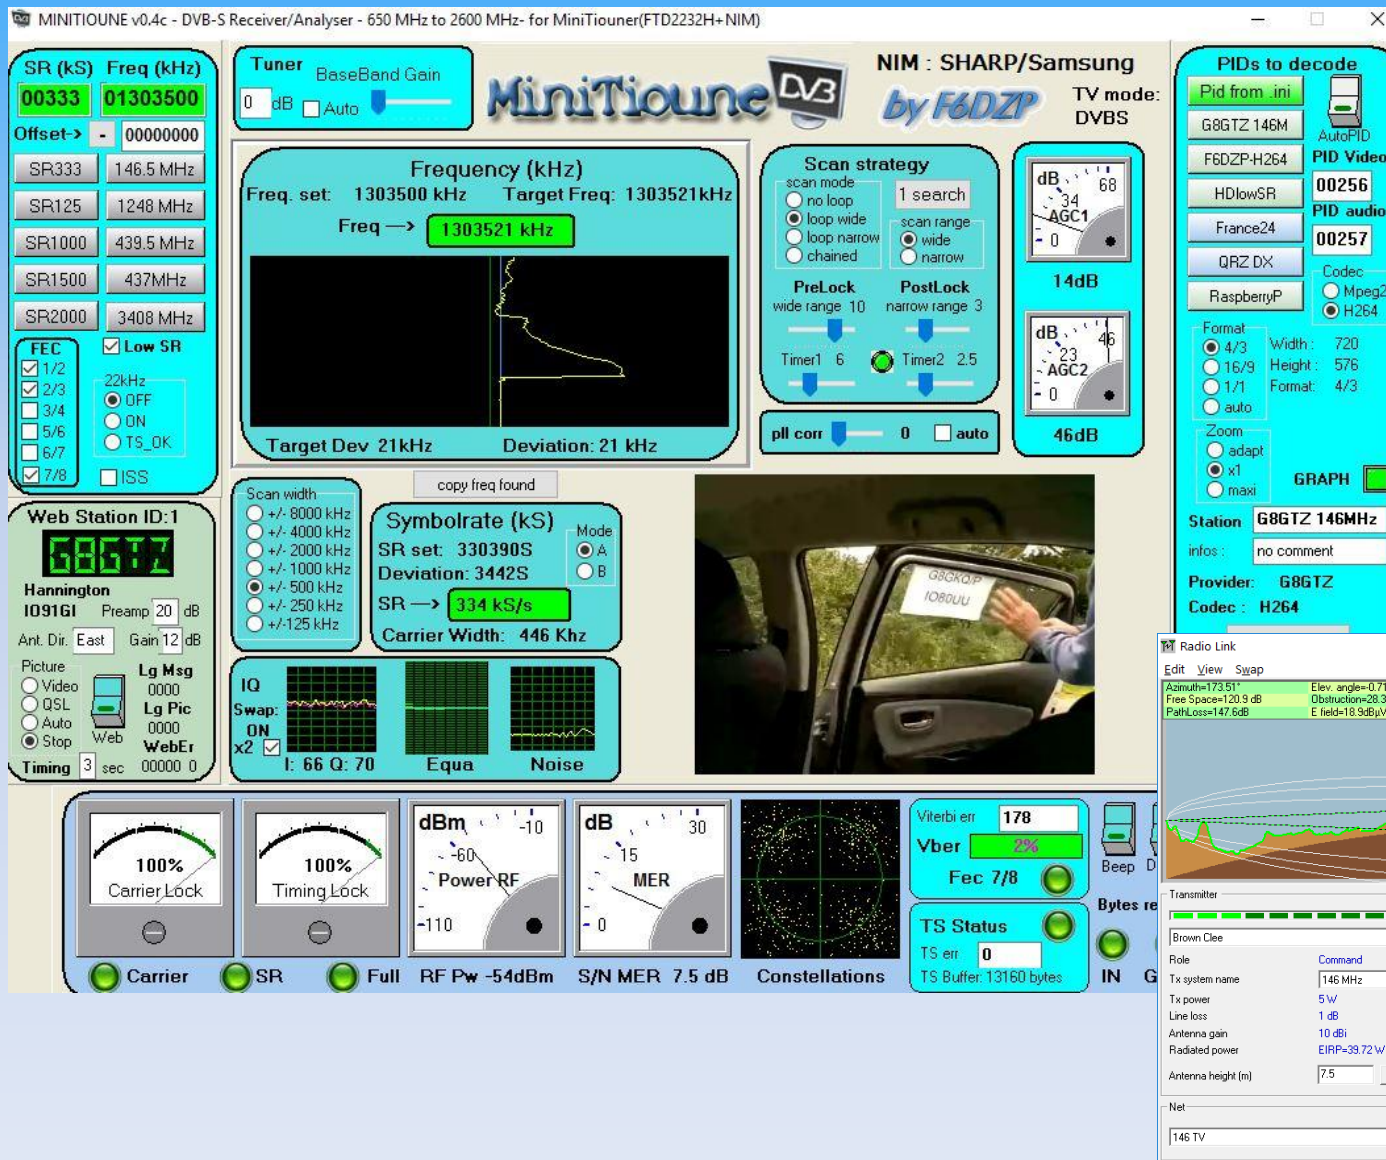 MINITIOUNE v0.4c - DVB-S Receiver/Analyser - 650 MHz to 2600 MHz- for MiniTiouner(FTD2232H+NIM)
SR (kS) Freq (kHz)
00333 01303500
Offset-> - 00000000
SR333 146.5 MHz
SR125 1248 MHz
SR1000 439.5 MHz
SR1500 437MHz
SR2000 3408 MHz
FEC
Low SR
1/2
2/3
3/4
5/6
6/7
7/8
22kHz
OFF
ON
TS_OK
ISS
Tuner
BaseBand Gain
0 dB Auto
MiniTioune DVB
NIM : SHARP/Samsung
by F6DZP
TV mode:
DVBS
Frequency (kHz)
Freq. set: 1303500 kHz Target Freq: 1303521kHz
Freq —> 1303521 kHz
Target Dev 21kHz Deviation: 21 kHz
Scan strategy
scan mode
no loop
loop wide
loop narrow
chained
1 search
scan range
wide
narrow
PreLock PostLock
wide range 10 narrow range 3
Timer1 6 Timer2 2.5
pll corr 0 auto
dB 68
34
AGC1
- 0
14dB
dB 46
23
AGC2
- 0
46dB
PIDs to decode
Pid from .ini
G8GTZ 146M
F6DZP-H264
HDlowSR
France24
QRZ DX
RaspberryP
AutoPID
PID Video
00256
PID audio
00257
Codec
Mpeg2
H264
Format
4/3
16/9
1/1
auto
Width : 720
Height : 576
Format: 4/3
Zoom
adapt
x1
maxi
GRAPH
Station G8GTZ 146MHz
infos : no comment
Provider: G8GTZ
Codec : H264
Web Station ID:1
G8GTZ
Hannington
IO91GI Preamp 20 dB
Ant. Dir. East Gain 12 dB
Picture
Video
QSL
Auto
Stop
Web
Lg Msg
0000
Lg Pic
0000
WebEr
Timing 3 sec 00000 0
Scan width
+/- 8000 kHz
+/- 4000 kHz
+/- 2000 kHz
+/- 1000 kHz
+/- 500 kHz
+/- 250 kHz
+/-125 kHz
copy freq found
Symbolrate (kS)
SR set: 330390S
Deviation: 3442S
SR —> 334 kS/s
Carrier Width: 446 Khz
Mode
A
B
IQ
Swap:
ON
x2
I: 66 Q: 70
Equa
Noise
G8GKQ/P
IO80UU
100%
Carrier Lock
100%
Timing Lock
dBm -10
-60
Power RF
-110
dB 30
15
MER
- 0
Carrier SR Full RF Pw -54dBm S/N MER 7.5 dB Constellations
Viterbi err 178
Vber 2%
Fec 7/8
TS Status
TS err 0
TS Buffer: 13160 bytes
Beep
D
Bytes re
IN G
Radio Link
Edit View Swap
Azimuth=173.51° Elev. angle=-0.71
Free Space=120.9 dB Obstruction=28.3
PathLoss=147.6dB E field=18.9dBµV
Transmitter
Brown Clee
Role Command
Tx system name 146 MHz
Tx power 5 W
Line loss 1 dB
Antenna gain 10 dBi
Radiated power EIRP=39.72 W
Antenna height (m) 7.5
Net
146 TV